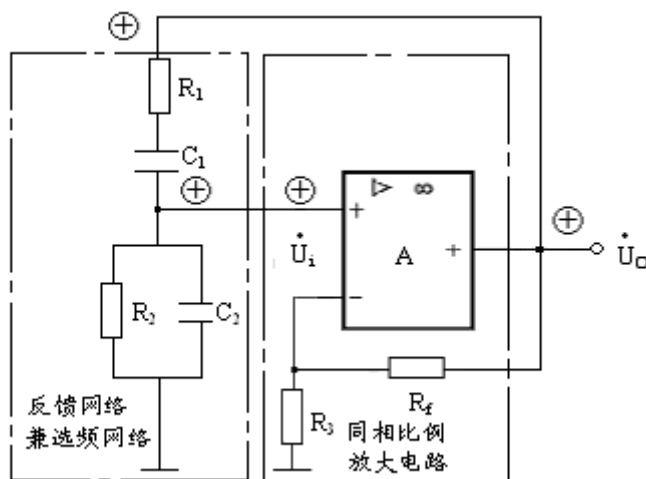 ⊕
R₁
C₁
⊕
⊕
▷ ∞
+
U̇ᵢ
A
+
⊕
U̇O
−
R₂
C₂
反馈网络
兼选频网络
R₃
Rf
同相比例
放大电路